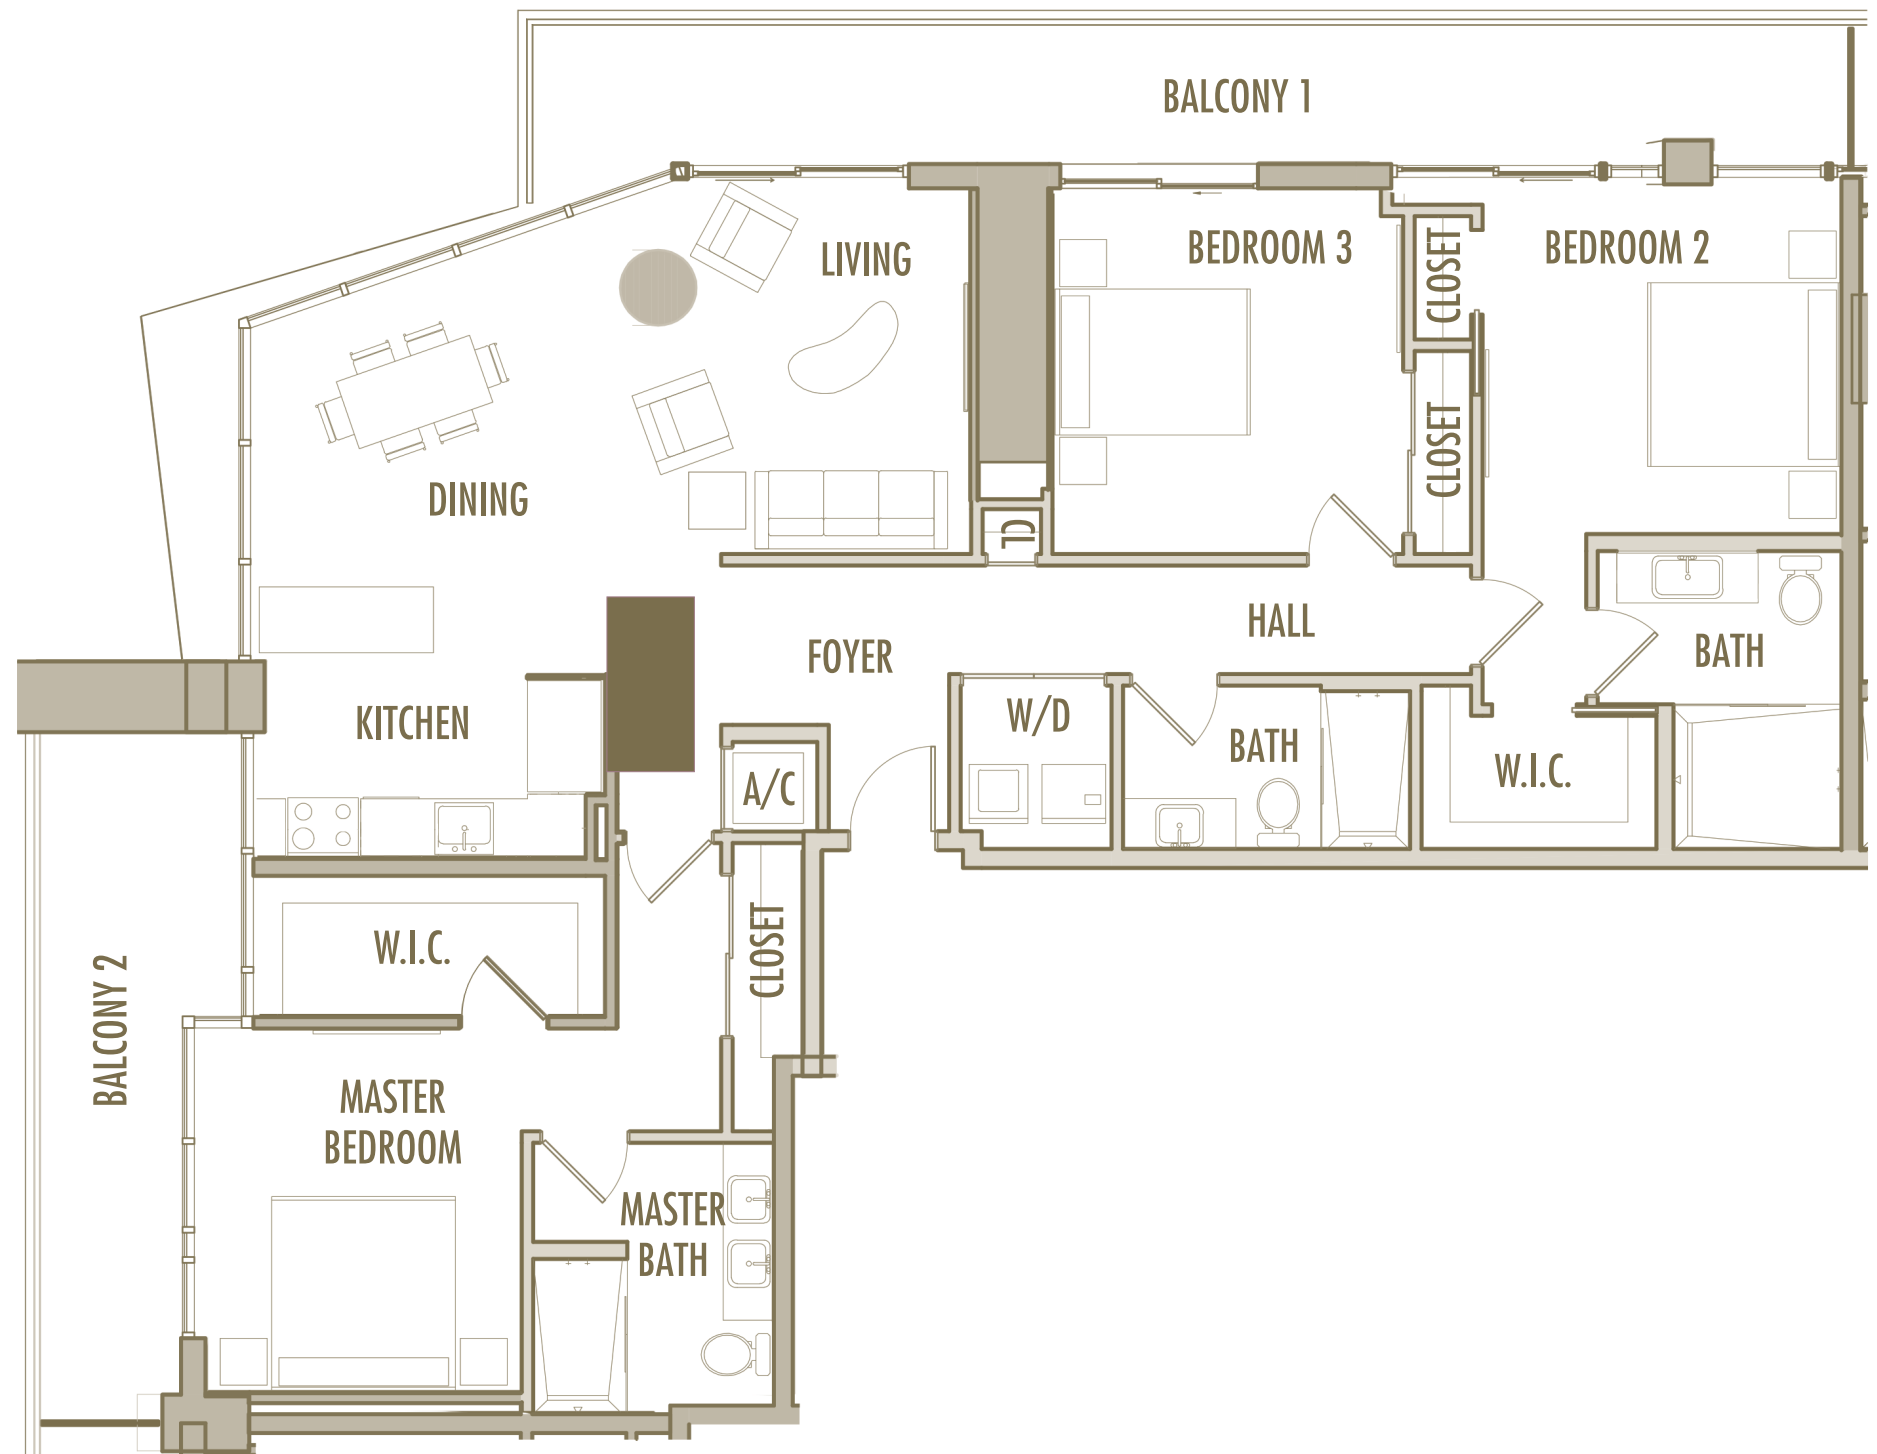 BALCONY 1
LIVING
BEDROOM 3
CLOSET
BEDROOM 2
CLOSET
DINING
CL
HALL
FOYER
BATH
KITCHEN
W/D
BATH
W.I.C.
A/C
W.I.C.
CLOSET
BALCONY 2
MASTER
BEDROOM
MASTER
BATH